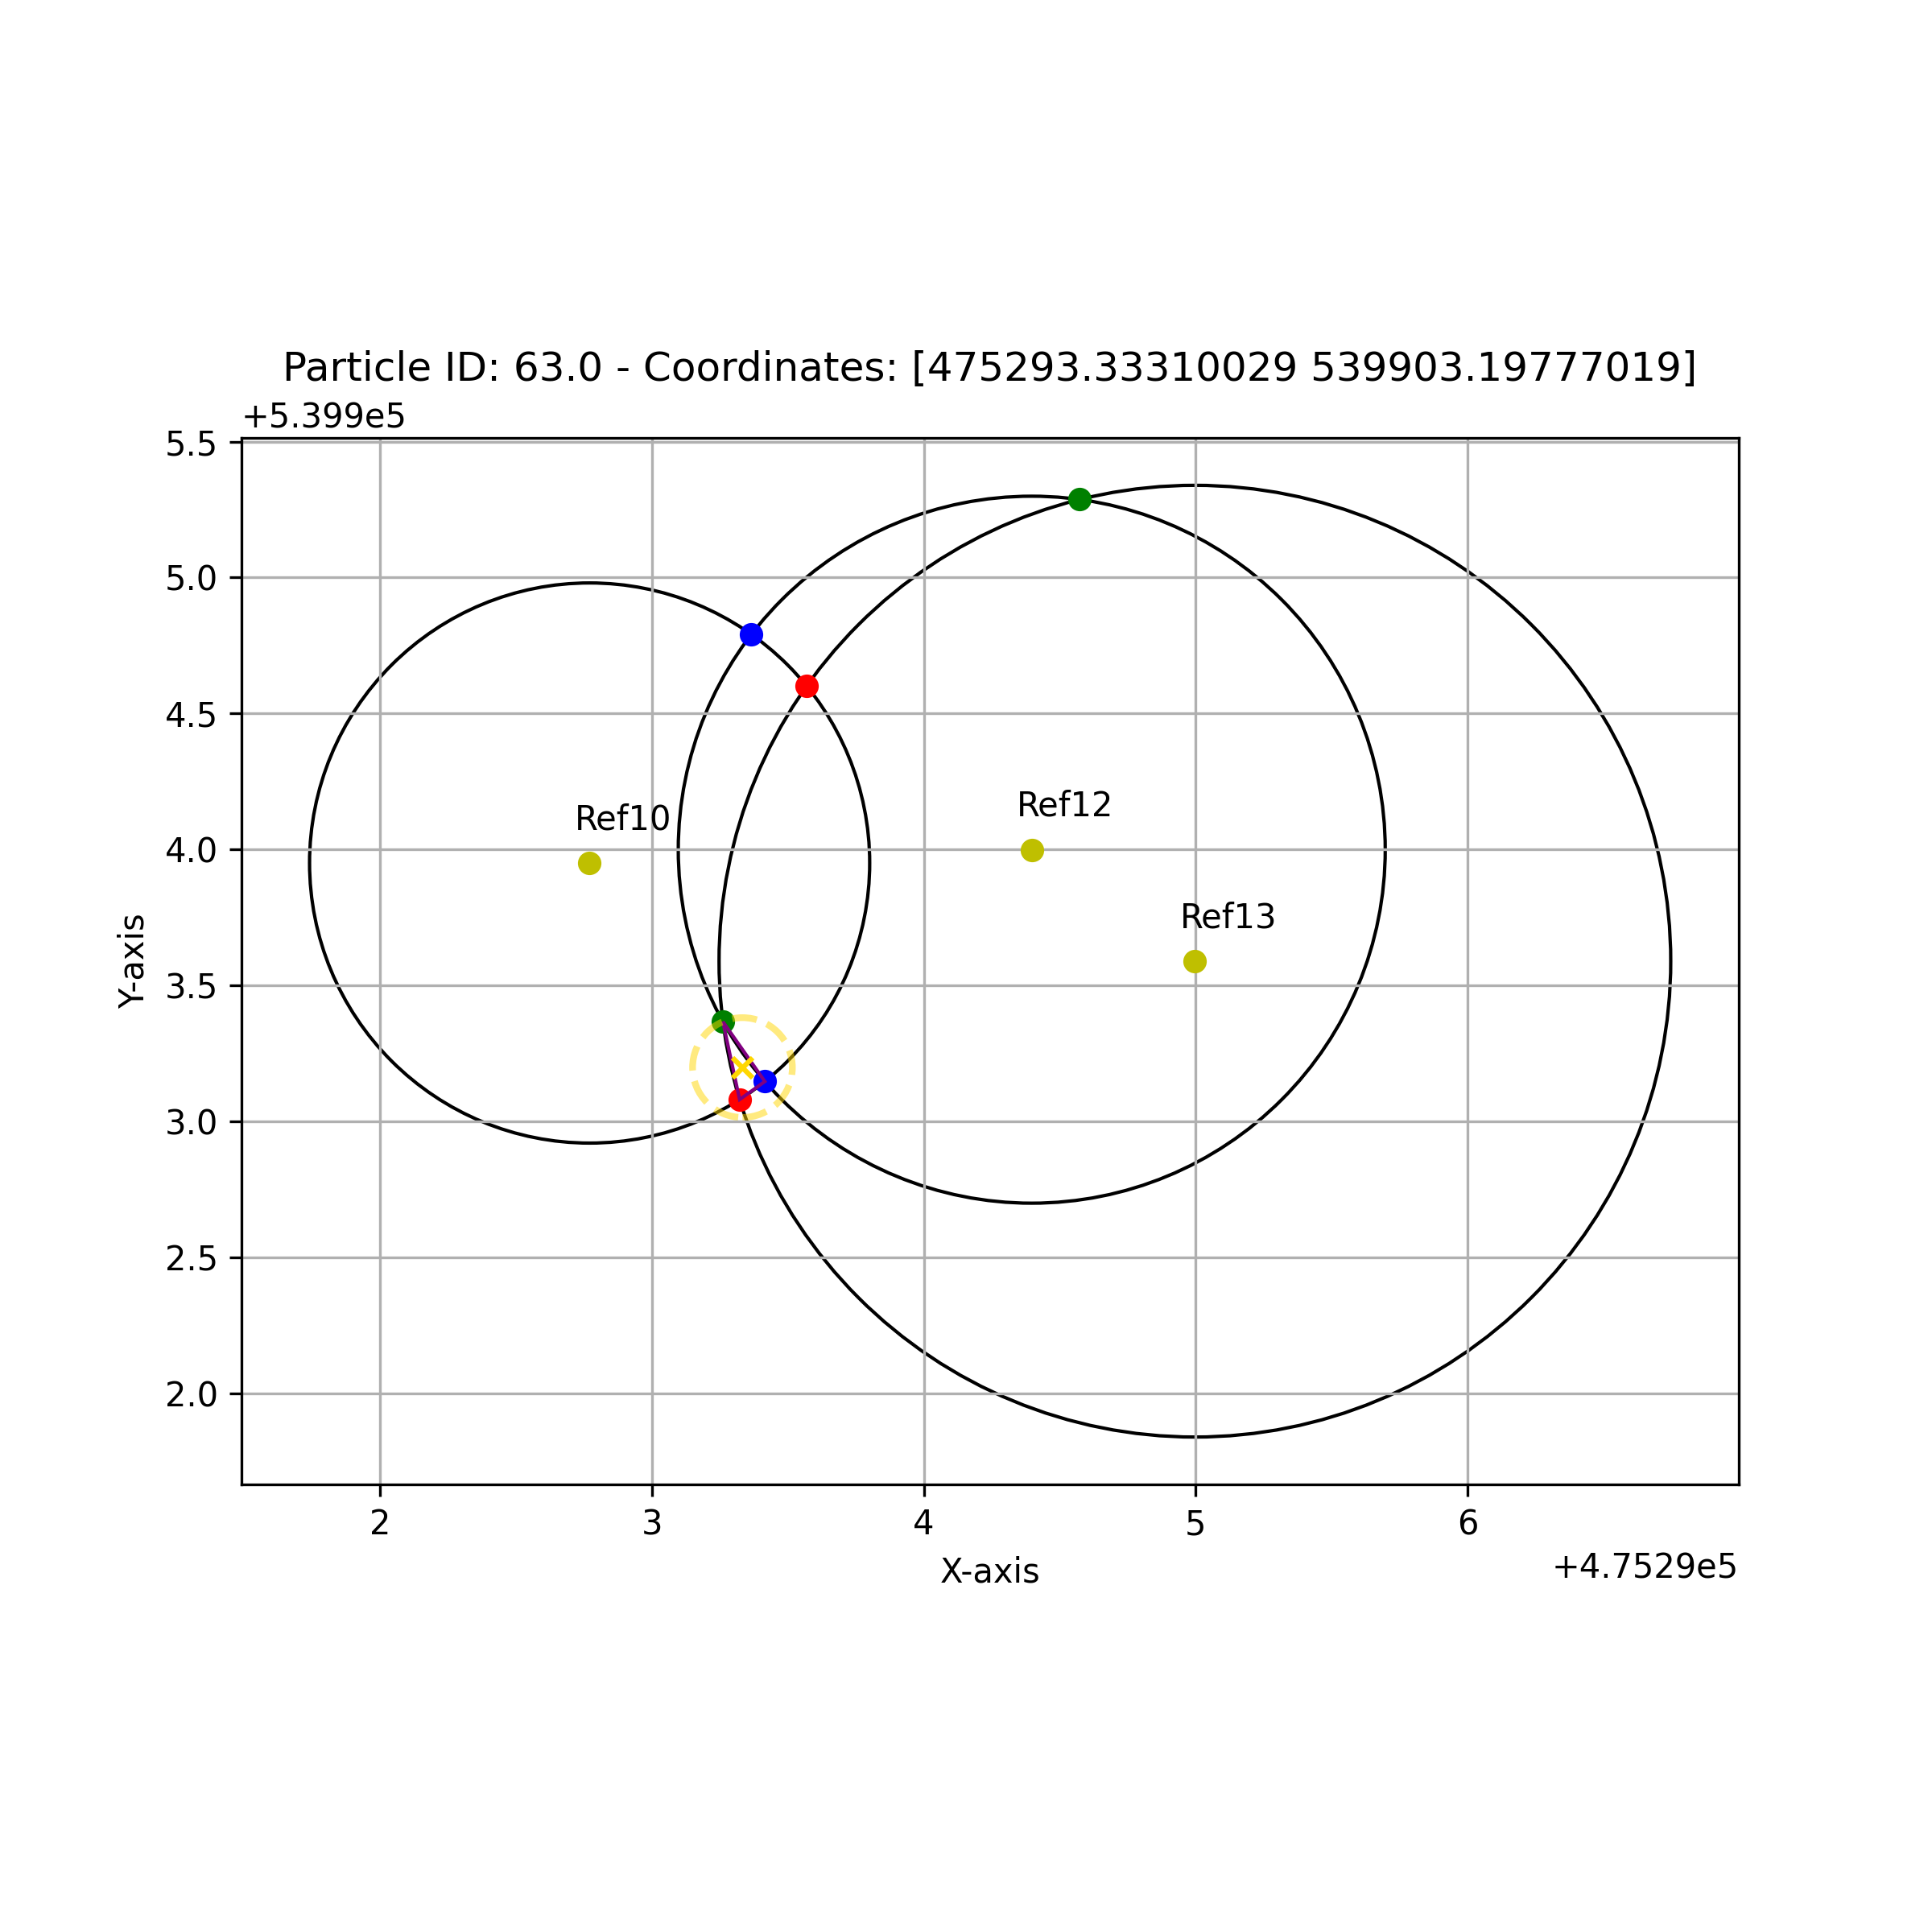 Particle ID: 63.0 - Coordinates: [475293.33310029 539903.19777019]
+5.399e5
5.5
5.0
4.5
4.0
3.5
3.0
2.5
2.0
Y-axis
Ref10
Ref12
Ref13
2 3 4 5 6
X-axis
+4.7529e5